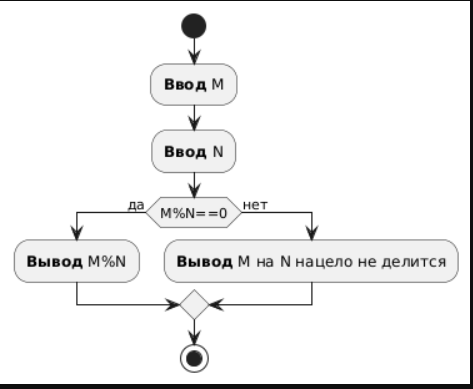 Ввод M
Ввод N
да
M%N==0
нет
Вывод M%N
Вывод M на N нацело не делится